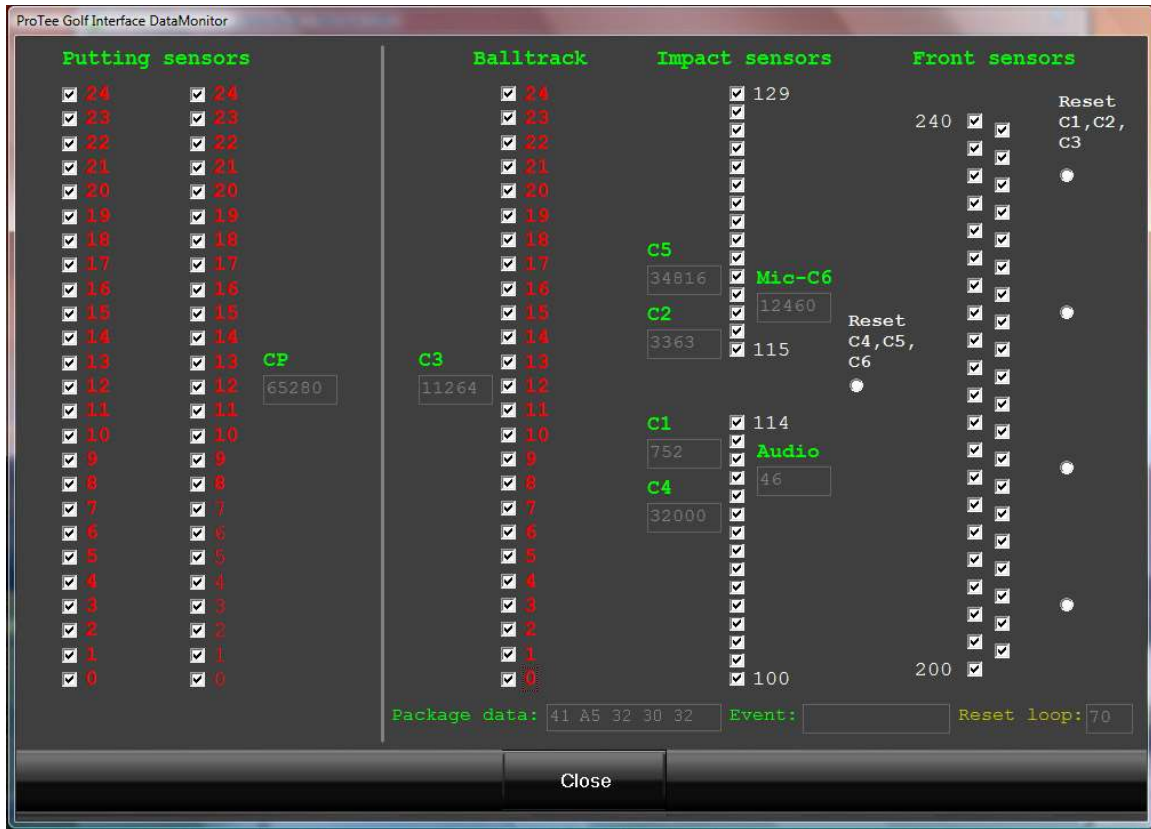 ProTee Golf Interface DataMonitor
Putting sensors Balltrack Impact sensors Front sensors
24 24 24 129
Reset
C1,C2,
C3
23 23 23 240
22 22 22
21 21 21
20 20 20
19 19 19
18 18 18
C5
17 17 17
34816 Mic-C6
16 16 16
12460
15 15 15
C2
Reset
C4,C5,
C6
14 14 14
3363 115
13 13 CP C3 13
12 12 65280 11264 12
11 11 11
C1 114
10 10 10
752 Audio
9 9 9
46
8 8 8
C4
7 7 7
32000
6 6 6
5 5 5
4 4 4
3 3 3
2 2 2
1 1 1
200
0 0 0 100
Package data: 41 A5 32 30 32 Event: Reset loop: 70
Close